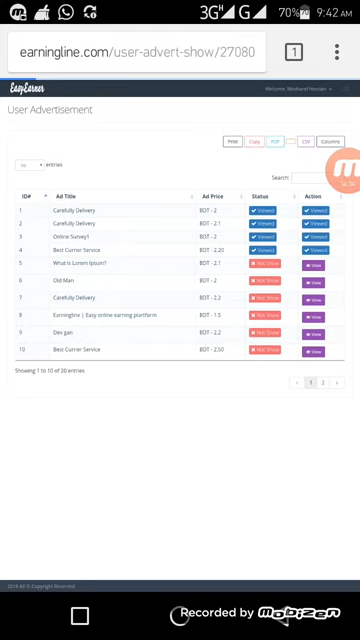 3G H G 70% 9:42 AM
earningline.com/user-advert-show/27080 1
EasyEarner Welcome, Mosharof Hossain
User Advertisement
Print Copy PDF CSV Columns
10 entries
Search:
ID# Ad Title Ad Price Status Action
1 Carefully Delivery BDT - 2 Viewed Viewed
2 Carefully Delivery BDT - 2.1 Viewed Viewed
3 Online Survey1 BDT - 2 Viewed Viewed
4 Best Currier Service BDT - 2.20 Viewed Viewed
5 What is Lorem Ipsum? BDT - 2.1 Not Show View
6 Old Man BDT - 2 Not Show View
7 Carefully Delivery BDT - 2.2 Not Show View
8 Earningline | Easy online earning plartform BDT - 1.5 Not Show View
9 Dev gan BDT - 2.2 Not Show View
10 Best Currier Service BDT - 2.50 Not Show View
Showing 1 to 10 of 20 entries
‹ 1 2 ›
2016 All © Copyright Reserved.
Recorded by MOBIZEN